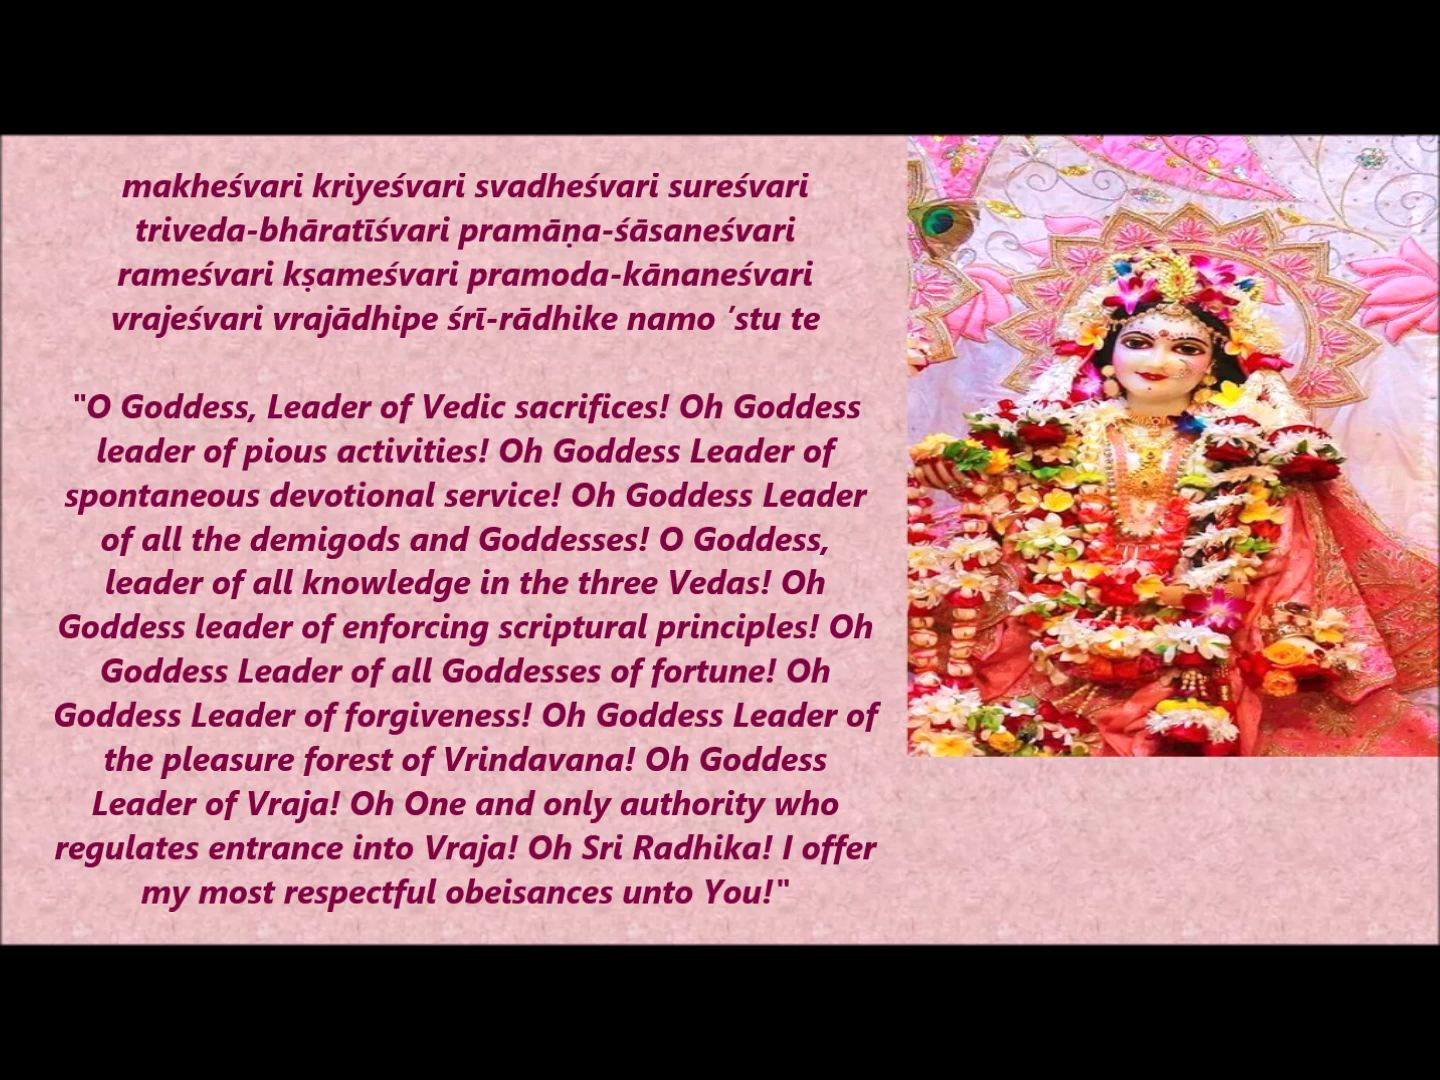 makheśvari kriyeśvari svadheśvari sureśvari
triveda-bhāratīśvari pramāṇa-śāsaneśvari
rameśvari kṣameśvari pramoda-kānaneśvari
vrajeśvari vrajādhipe śrī-rādhike namo ’stu te
"O Goddess, Leader of Vedic sacrifices! Oh Goddess
leader of pious activities! Oh Goddess Leader of
spontaneous devotional service! Oh Goddess Leader
of all the demigods and Goddesses! O Goddess,
leader of all knowledge in the three Vedas! Oh
Goddess leader of enforcing scriptural principles! Oh
Goddess Leader of all Goddesses of fortune! Oh
Goddess Leader of forgiveness! Oh Goddess Leader of
the pleasure forest of Vrindavana! Oh Goddess
Leader of Vraja! Oh One and only authority who
regulates entrance into Vraja! Oh Sri Radhika! I offer
my most respectful obeisances unto You!"